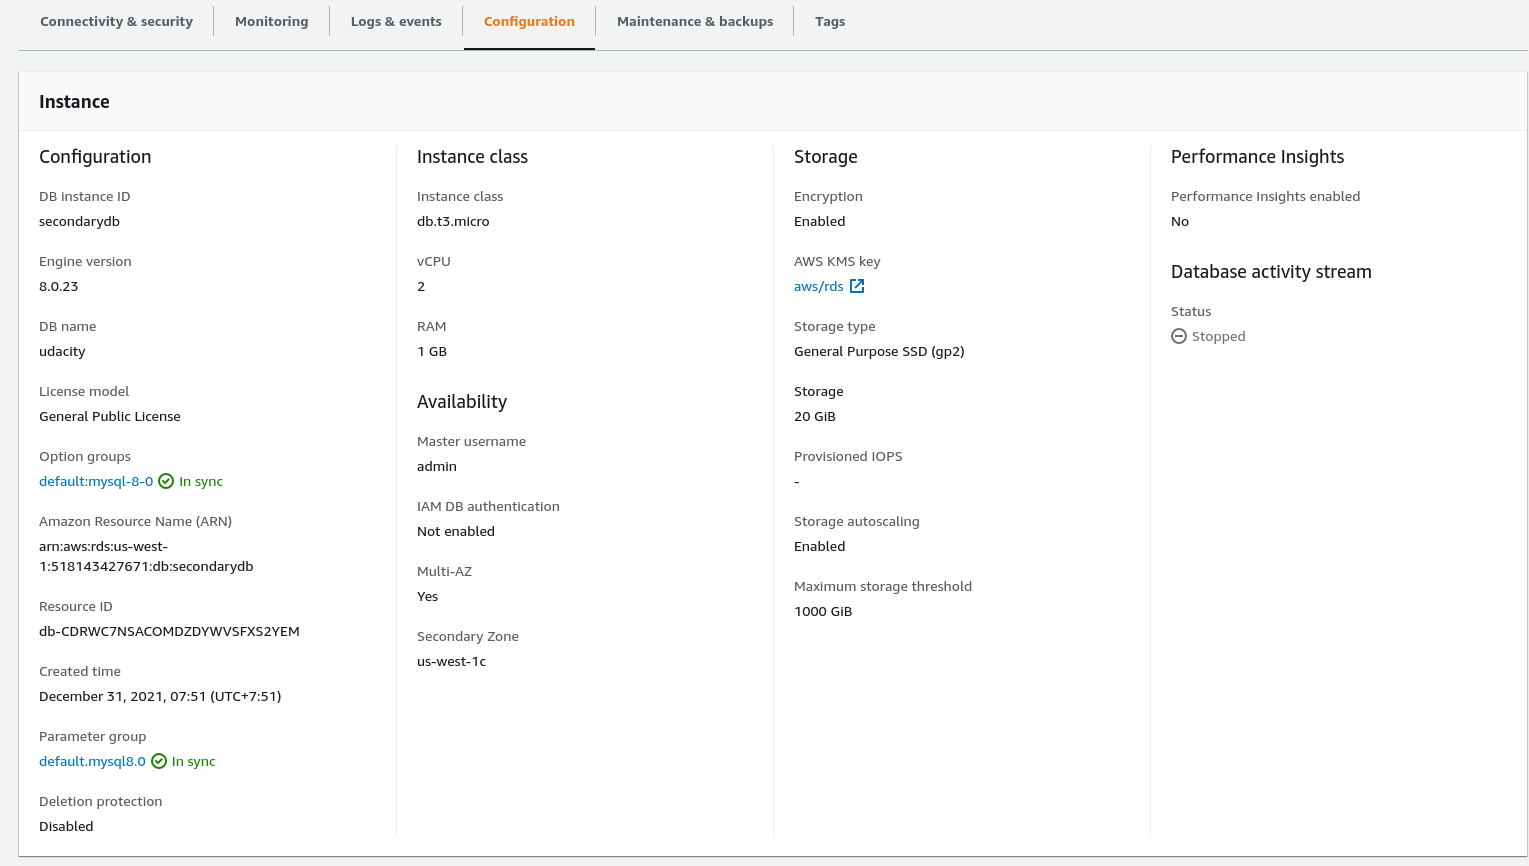 Connectivity & security
Monitoring
Logs & events
Configuration
Maintenance & backups
Tags
Instance
Configuration
DB instance ID
secondarydb
Engine version
8.0.23
DB name
udacity
License model
General Public License
Option groups
default:mysql-8-0 In sync
Amazon Resource Name (ARN)
arn:aws:rds:us-west-
1:518143427671:db:secondarydb
Resource ID
db-CDRWC7NSACOMDZDYWVSFXS2YEM
Created time
December 31, 2021, 07:51 (UTC+7:51)
Parameter group
default.mysql8.0 In sync
Deletion protection
Disabled
Instance class
Instance class
db.t3.micro
vCPU
2
RAM
1 GB
Availability
Master username
admin
IAM DB authentication
Not enabled
Multi-AZ
Yes
Secondary Zone
us-west-1c
Storage
Encryption
Enabled
AWS KMS key
aws/rds
Storage type
General Purpose SSD (gp2)
Storage
20 GiB
Provisioned IOPS
-
Storage autoscaling
Enabled
Maximum storage threshold
1000 GiB
Performance Insights
Performance Insights enabled
No
Database activity stream
Status
Stopped